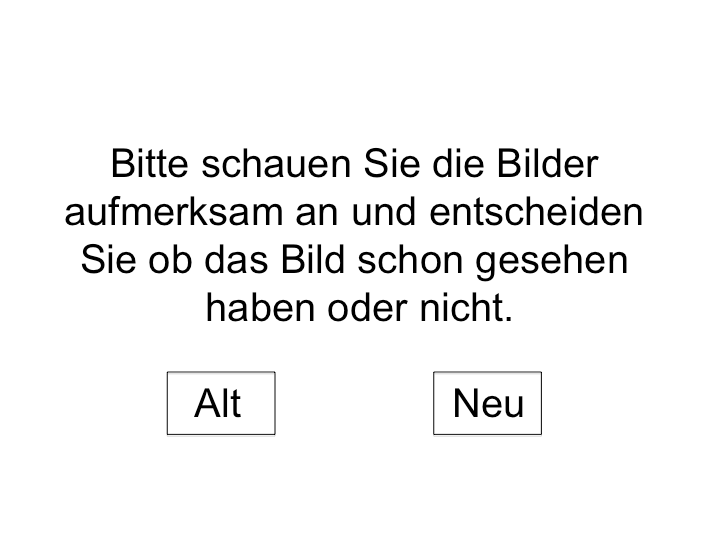 Bitte schauen Sie die Bilder
aufmerksam an und entscheiden
Sie ob das Bild schon gesehen
haben oder nicht.
Alt
Neu